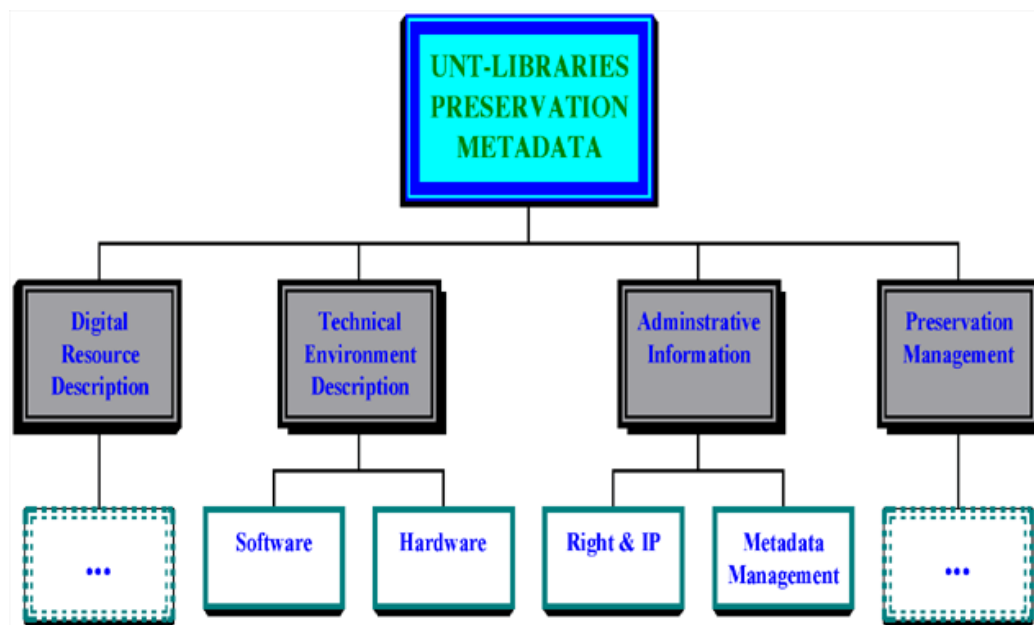 UNT-LIBRARIES
PRESERVATION
METADATA
Digital
Resource
Description
Technical
Environment
Description
Adminstrative
Information
Preservation
Management
...
Software
Hardware
Right & IP
Metadata
Management
...